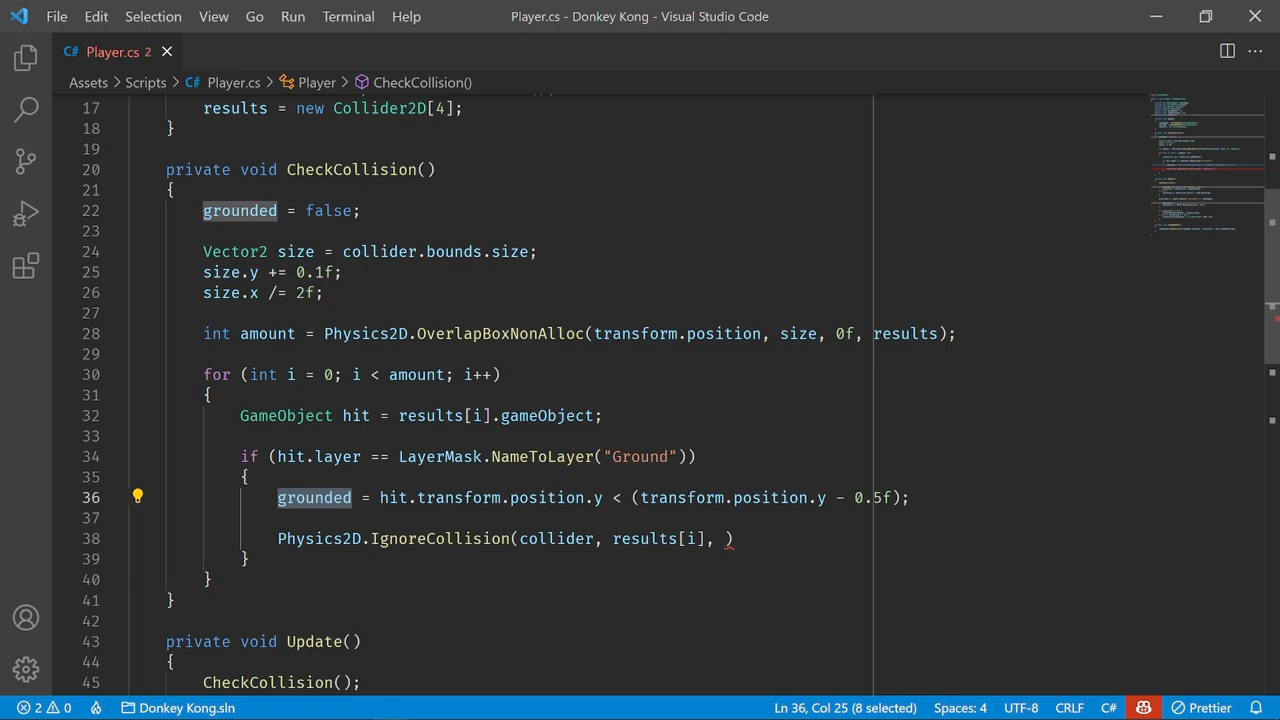 File Edit Selection View Go Run Terminal Help
Player.cs - Donkey Kong - Visual Studio Code
C# Player.cs 2
Assets > Scripts > C# Player.cs > Player > CheckCollision()
17 results = new Collider2D[4];
18 }
19
20 private void CheckCollision()
21 {
22 grounded = false;
23
24 Vector2 size = collider.bounds.size;
25 size.y += 0.1f;
26 size.x /= 2f;
27
28 int amount = Physics2D.OverlapBoxNonAlloc(transform.position, size, 0f, results);
29
30 for (int i = 0; i < amount; i++)
31 {
32 GameObject hit = results[i].gameObject;
33
34 if (hit.layer == LayerMask.NameToLayer("Ground"))
35 {
36 grounded = hit.transform.position.y < (transform.position.y - 0.5f);
37
38 Physics2D.IgnoreCollision(collider, results[i], )
39 }
40 }
41 }
42
43 private void Update()
44 {
45 CheckCollision();
2 0 Donkey Kong.sln Ln 36, Col 25 (8 selected) Spaces: 4 UTF-8 CRLF C# Prettier